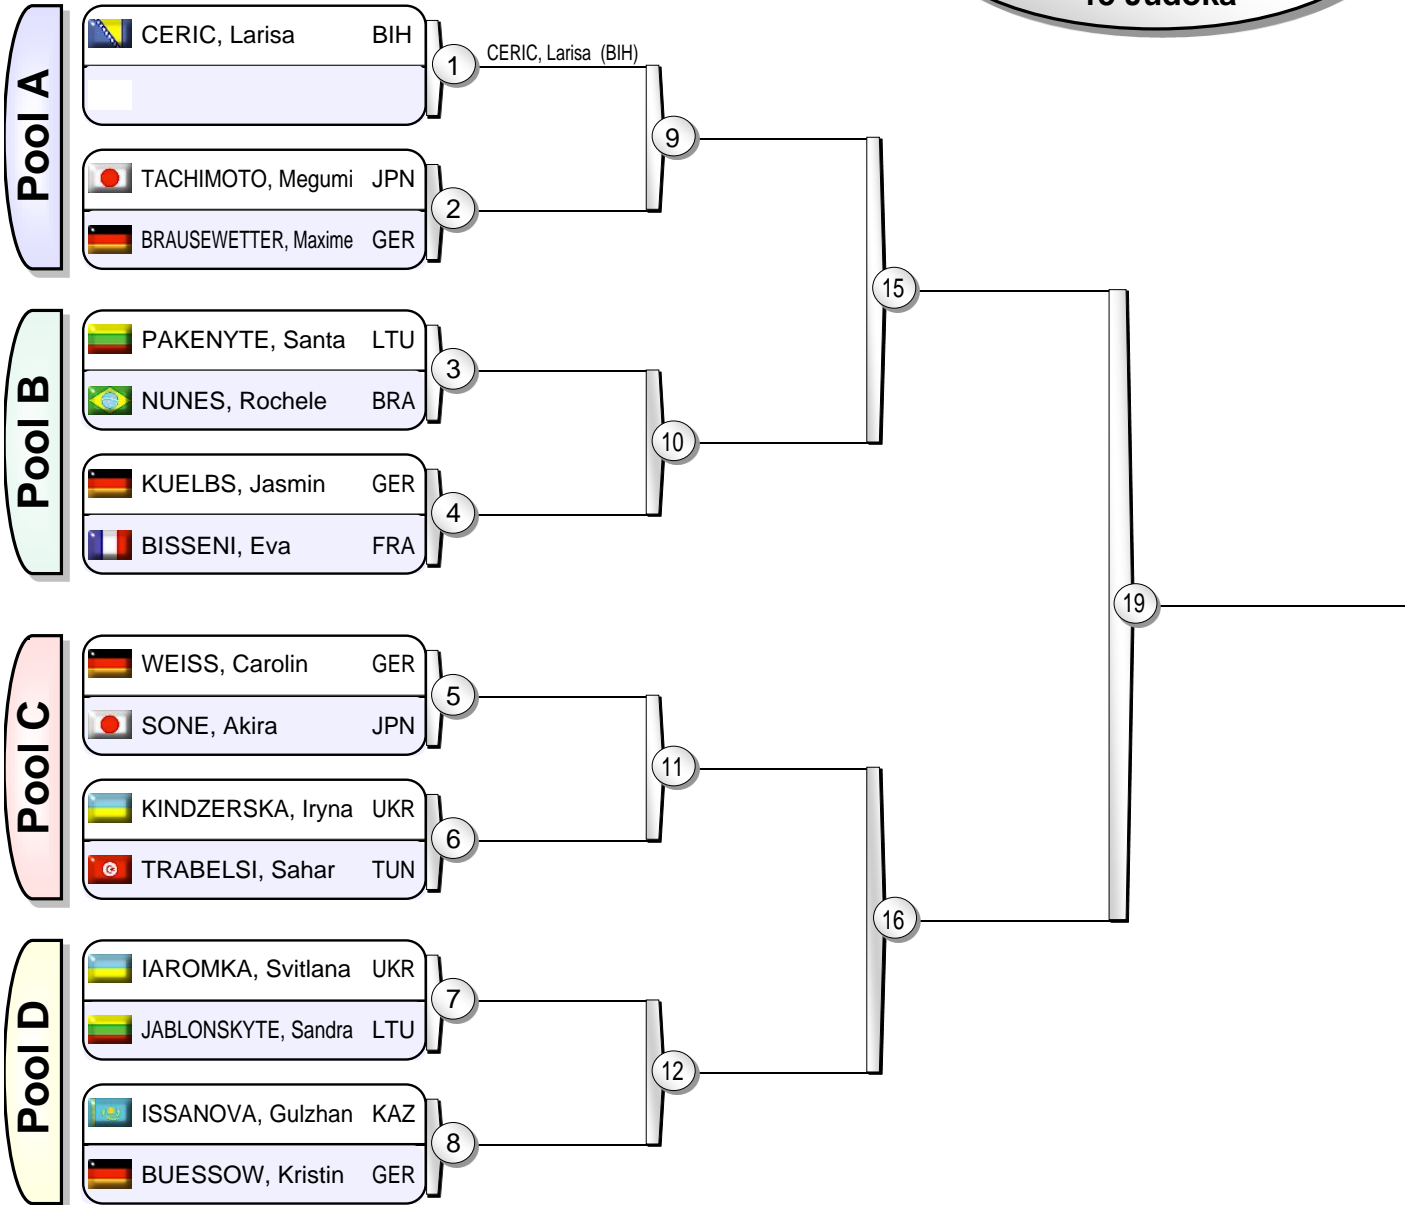 15 Judoka
Pool A
CERIC, Larisa BIH
1
CERIC, Larisa (BIH)
9
TACHIMOTO, Megumi JPN
2
BRAUSEWETTER, Maxime GER
15
Pool B
PAKENYTE, Santa LTU
3
NUNES, Rochele BRA
10
KUELBS, Jasmin GER
4
BISSENI, Eva FRA
19
Pool C
WEISS, Carolin GER
5
SONE, Akira JPN
11
KINDZERSKA, Iryna UKR
6
TRABELSI, Sahar TUN
16
Pool D
IAROMKA, Svitlana UKR
7
JABLONSKYTE, Sandra LTU
12
ISSANOVA, Gulzhan KAZ
8
BUESSOW, Kristin GER